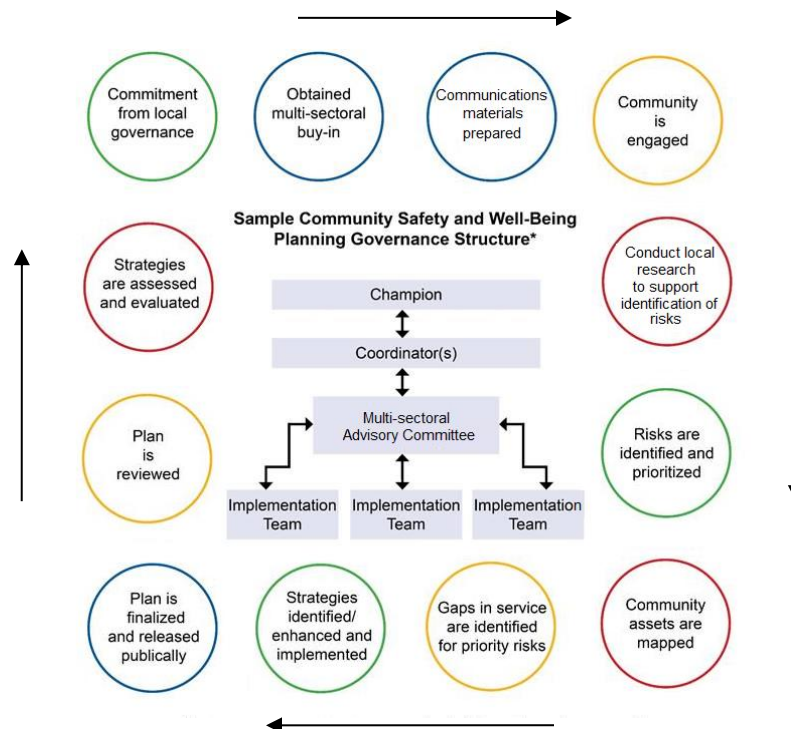 Commitment
from local
governance
Obtained
multi-sectoral
buy-in
Communications
materials
prepared
Community
is
engaged
Sample Community Safety and Well-Being
Planning Governance Structure*
Strategies
are assessed
and evaluated
Champion
Conduct local
research
to support
identification of
risks
Coordinator(s)
Multi-sectoral
Advisory Committee
Plan
is
reviewed
Risks are
identified and
prioritized
Implementation
Team
Implementation
Team
Implementation
Team
Plan is
finalized
and released
publically
Strategies
identified/
enhanced and
implemented
Gaps in service
are identified
for priority risks
Community
assets are
mapped